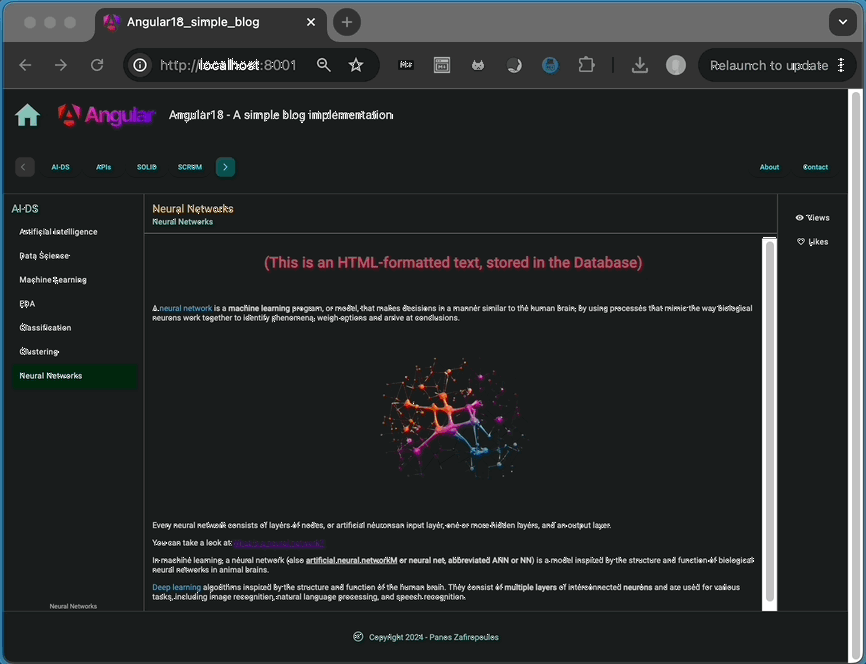 Angular18_simple_blog
http://localhost:8001
Relaunch to update
Angular
Angular18 - A simple blog implementation
AI-DS
APIs
SOLID
SCRUM
About
Contact
AI-DS
Artificial intelligence
Data Science
Machine Learning
EDA
Classification
Clustering
Neural Networks
Neural Networks
Neural Networks
Neural Networks
(This is an HTML-formatted text, stored in the Database)
A neural network is a machine learning program, or model, that makes decisions in a manner similar to the human brain, by using processes that mimic the way biological
neurons work together to identify phenomena, weigh options and arrive at conclusions.
Every neural network consists of layers of nodes, or artificial neurons an input layer, one or more hidden layers, and an output layer.
You can take a look at:
In machine learning, a neural network (also artificial neural network or neural net, abbreviated ANN or NN) is a model inspired by the structure and function of biological
neural networks in animal brains.
Deep learning algorithms inspired by the structure and function of the human brain. They consist of multiple layers of interconnected neurons and are used for various
tasks, including image recognition, natural language processing, and speech recognition.
Views
Likes
Copyright 2024 - Panos Zafiropoulos